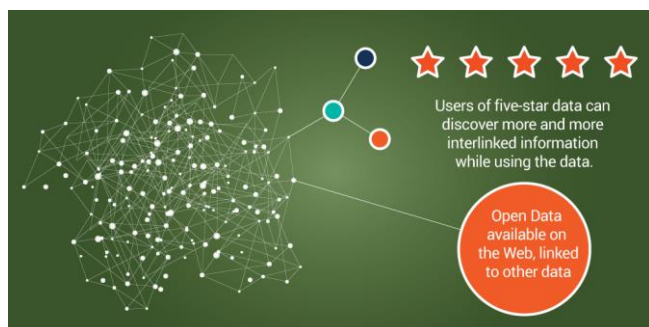 Users of five-star data can
discover more and more
interlinked information
while using the data.
Open Data
available on
the Web, linked
to other data